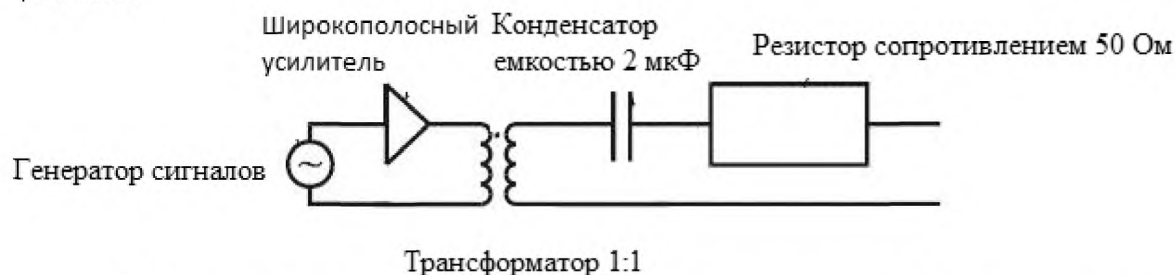 Широкополосный
усилитель
Конденсатор
емкостью 2 мкФ
Резистор сопротивлением 50 Ом
Генератор сигналов
Трансформатор 1:1